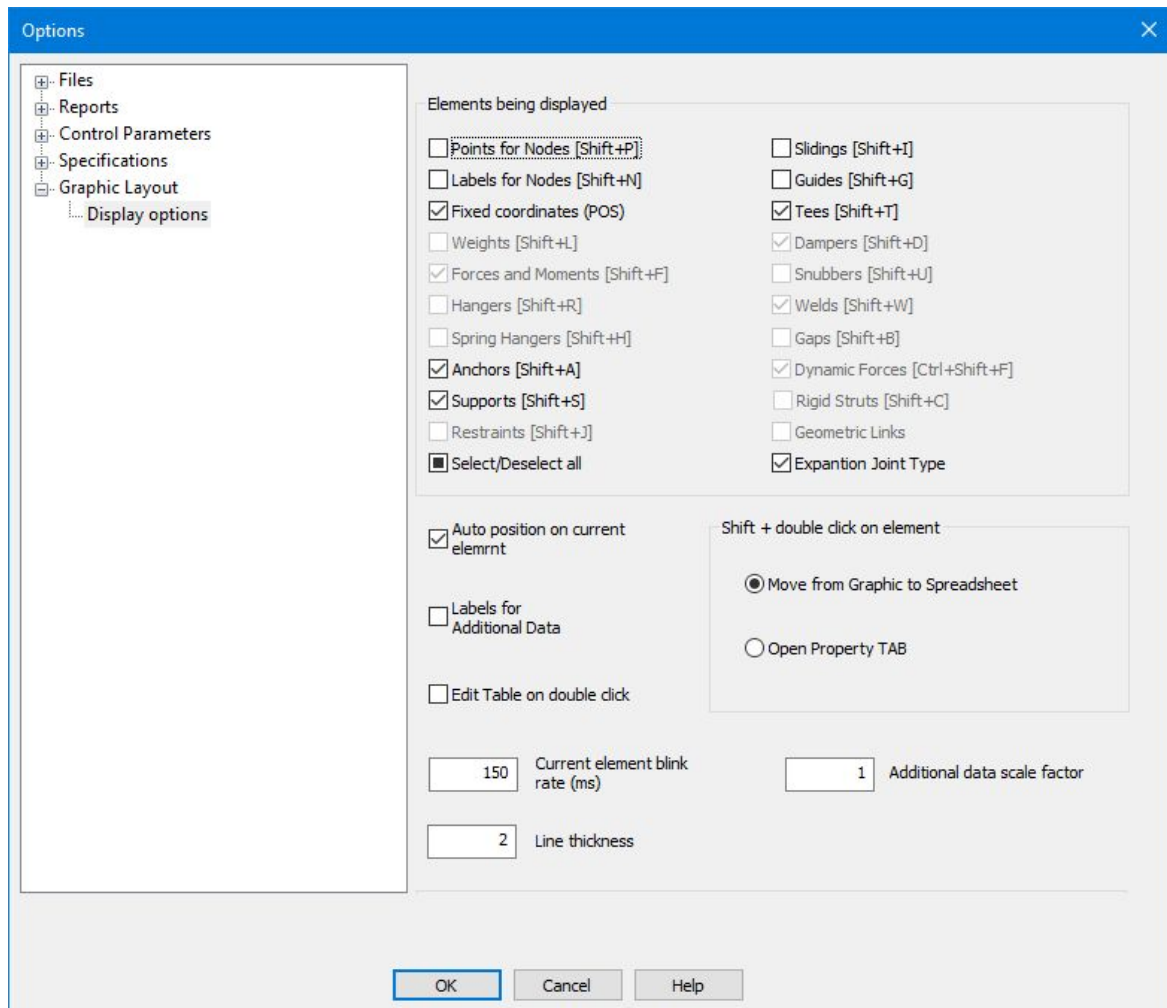 Options
Files
Reports
Control Parameters
Specifications
Graphic Layout
Display options
Elements being displayed
Points for Nodes [Shift+P]
Labels for Nodes [Shift+N]
Fixed coordinates (POS)
Weights [Shift+L]
Forces and Moments [Shift+F]
Hangers [Shift+R]
Spring Hangers [Shift+H]
Anchors [Shift+A]
Supports [Shift+S]
Restraints [Shift+J]
Select/Deselect all
Slidings [Shift+I]
Guides [Shift+G]
Tees [Shift+T]
Dampers [Shift+D]
Snubbers [Shift+U]
Welds [Shift+W]
Gaps [Shift+B]
Dynamic Forces [Ctrl+Shift+F]
Rigid Struts [Shift+C]
Geometric Links
Expantion Joint Type
Auto position on current
elemrnt
Labels for
Additional Data
Edit Table on double click
Shift + double click on element
Move from Graphic to Spreadsheet
Open Property TAB
150
Current element blink
rate (ms)
1
Additional data scale factor
2
Line thickness
OK
Cancel
Help